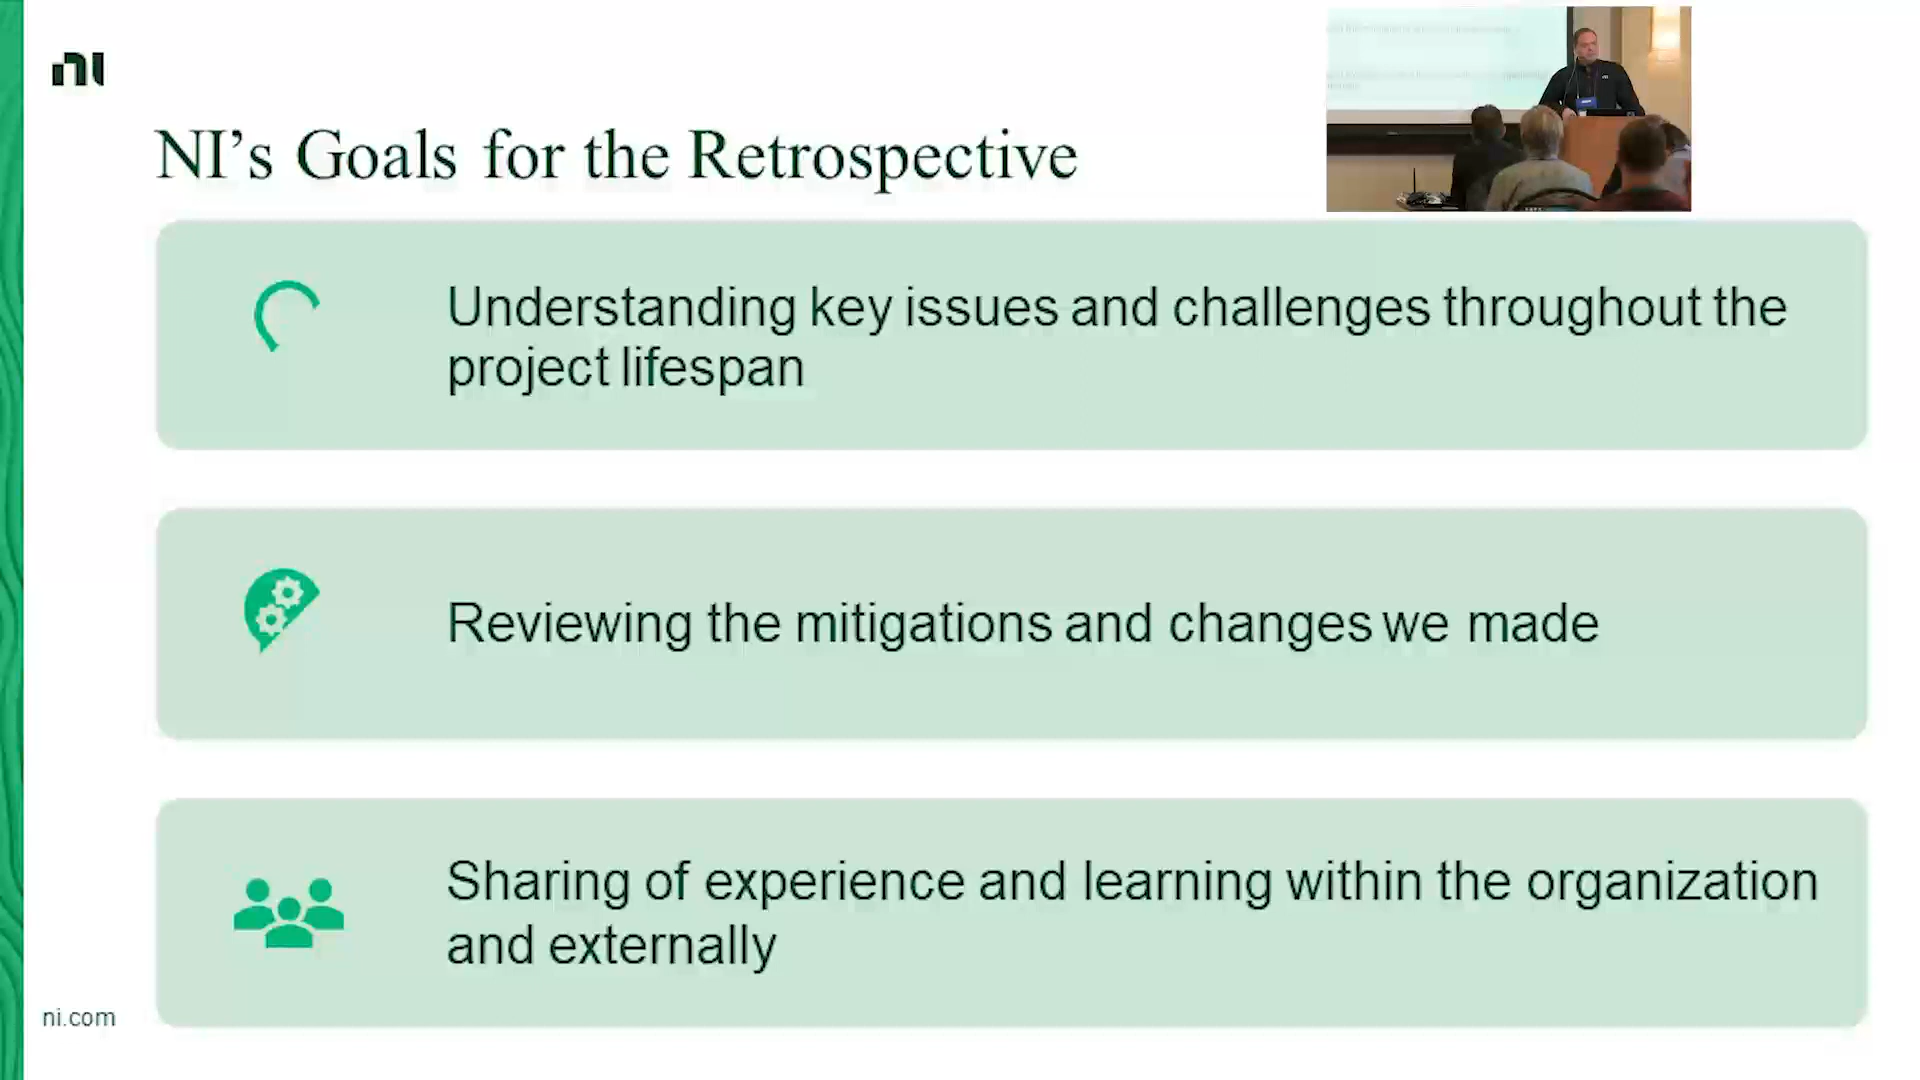 ni
NI’s Goals for the Retrospective
Understanding key issues and challenges throughout the
project lifespan
Reviewing the mitigations and changes we made
Sharing of experience and learning within the organization
and externally
ni.com